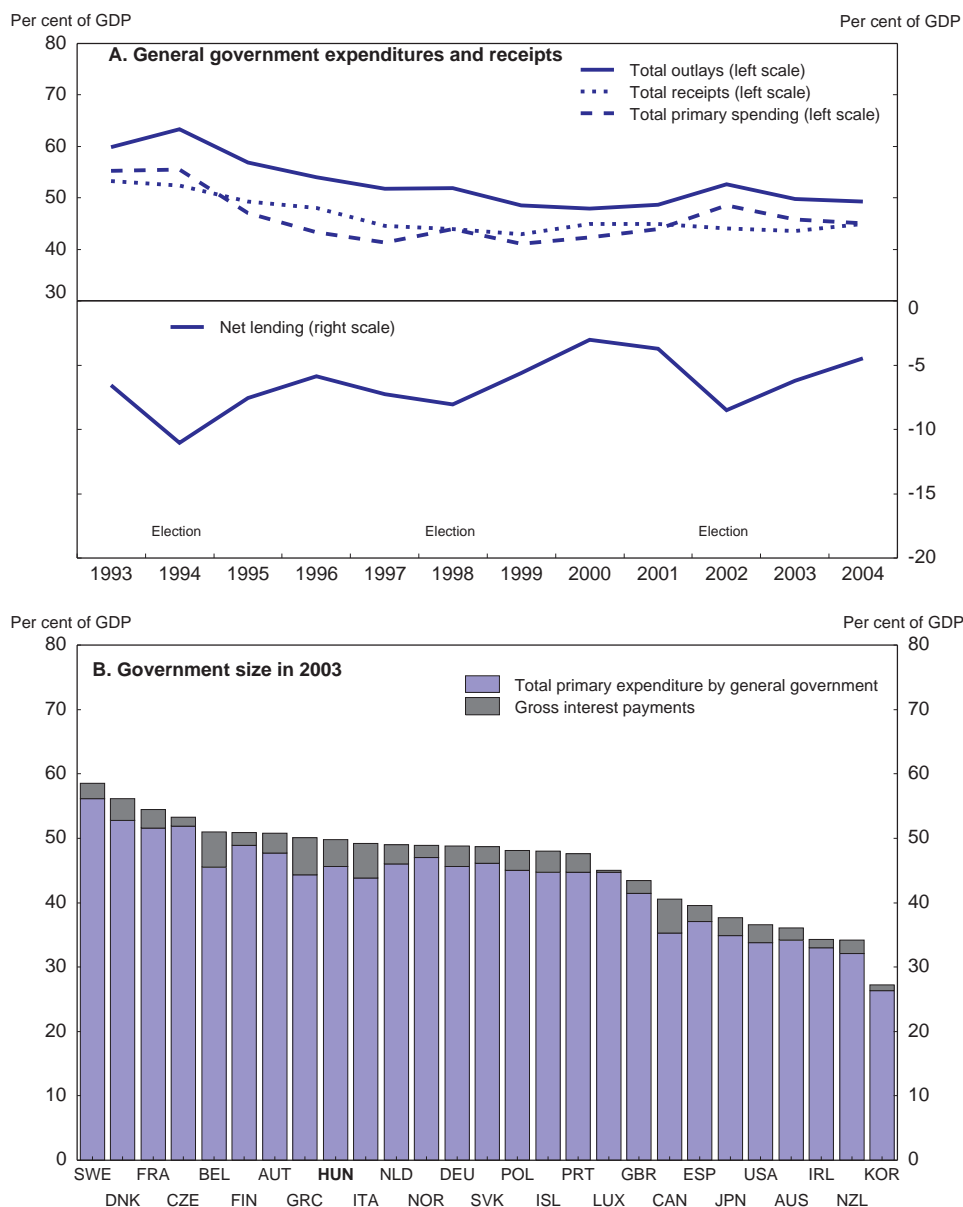 Per cent of GDP Per cent of GDP
80
A. General government expenditures and receipts
Total outlays (left scale)
70
Total receipts (left scale)
Total primary spending (left scale)
60
50
40
30
0
Net lending (right scale)
-5
-10
-15
Election Election Election
-20
1993 1994 1995 1996 1997 1998 1999 2000 2001 2002 2003 2004
Per cent of GDP Per cent of GDP
80 80
B. Government size in 2003
Total primary expenditure by general government
70 70
Gross interest payments
60 60
50 50
40 40
30 30
20 20
10 10
0 0
SWE FRA BEL AUT HUN NLD DEU POL PRT GBR ESP USA IRL KOR
DNK CZE FIN GRC ITA NOR SVK ISL LUX CAN JPN AUS NZL